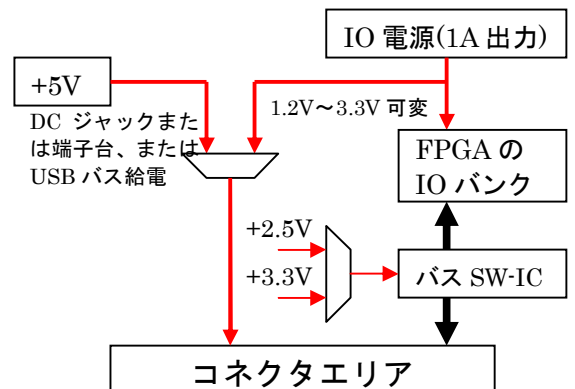 IO 電源(1A 出力)
+5V
1.2V～3.3V 可変
DC ジャックまた
は端子台、または
USB バス給電
FPGA の
IO バンク
+2.5V
+3.3V
バス SW-IC
コネクタエリア